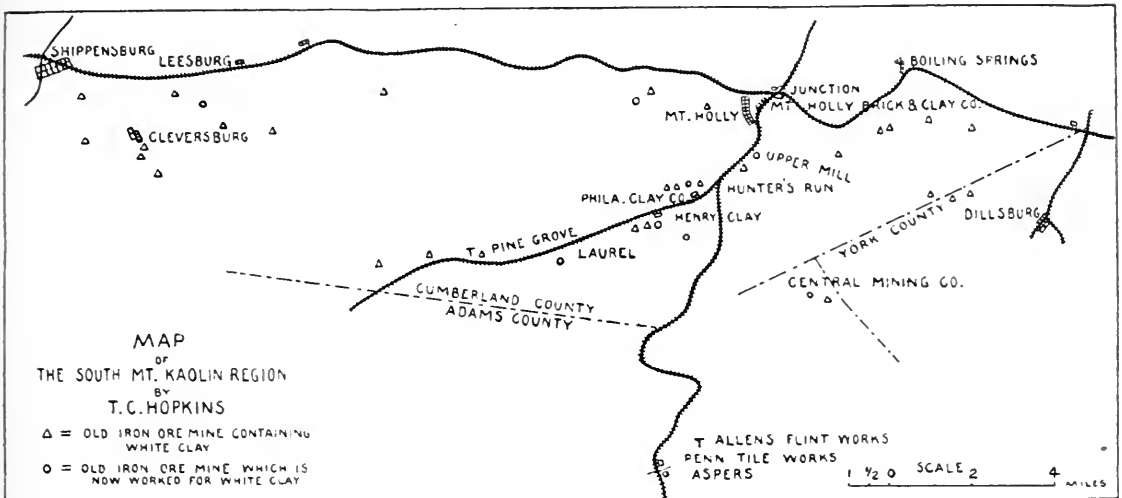 SHIPPENSBURG
LEESBURG
CLEVERSBURG
BOILING SPRINGS
JUNCTION
MT. HOLLY BRICK & CLAY CO.
MT. HOLLY
UPPER MILL
HUNTER'S RUN
PHILA. CLAY CO.
HENRY CLAY
T PINE GROVE
LAUREL
DILLSBURG
YORK COUNTY
CENTRAL MINING CO.
CUMBERLAND COUNTY
ADAMS COUNTY
MAP
OF
THE SOUTH MT. KAOLIN REGION
BY
T.C. HOPKINS
△ = OLD IRON ORE MINE CONTAINING
WHITE CLAY
○ = OLD IRON ORE MINE WHICH IS
NOW WORKED FOR WHITE CLAY
T ALLENS FLINT WORKS
PENN TILE WORKS
ASPERS
1 ½ 0 SCALE 2 4
MILES